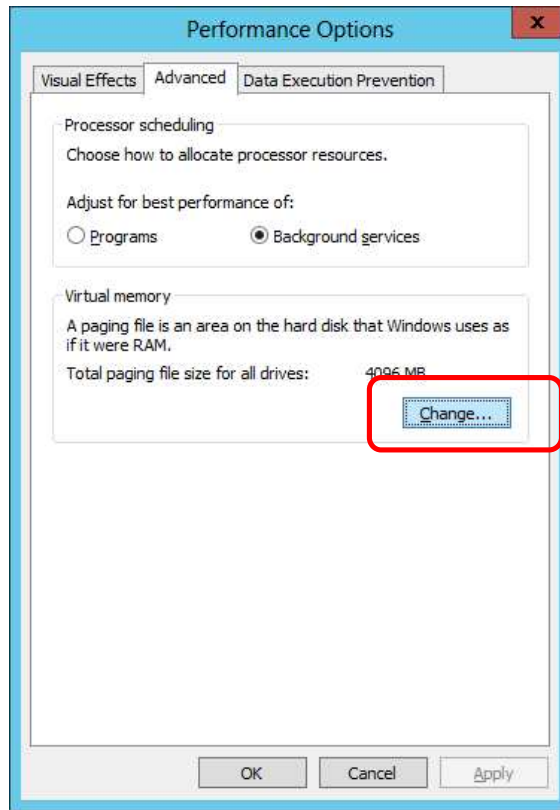 Performance Options
x
Visual Effects Advanced Data Execution Prevention
Processor scheduling
Choose how to allocate processor resources.
Adjust for best performance of:
Programs Background services
Virtual memory
A paging file is an area on the hard disk that Windows uses as
if it were RAM.
Total paging file size for all drives: 4096 MB
Change...
OK Cancel Apply